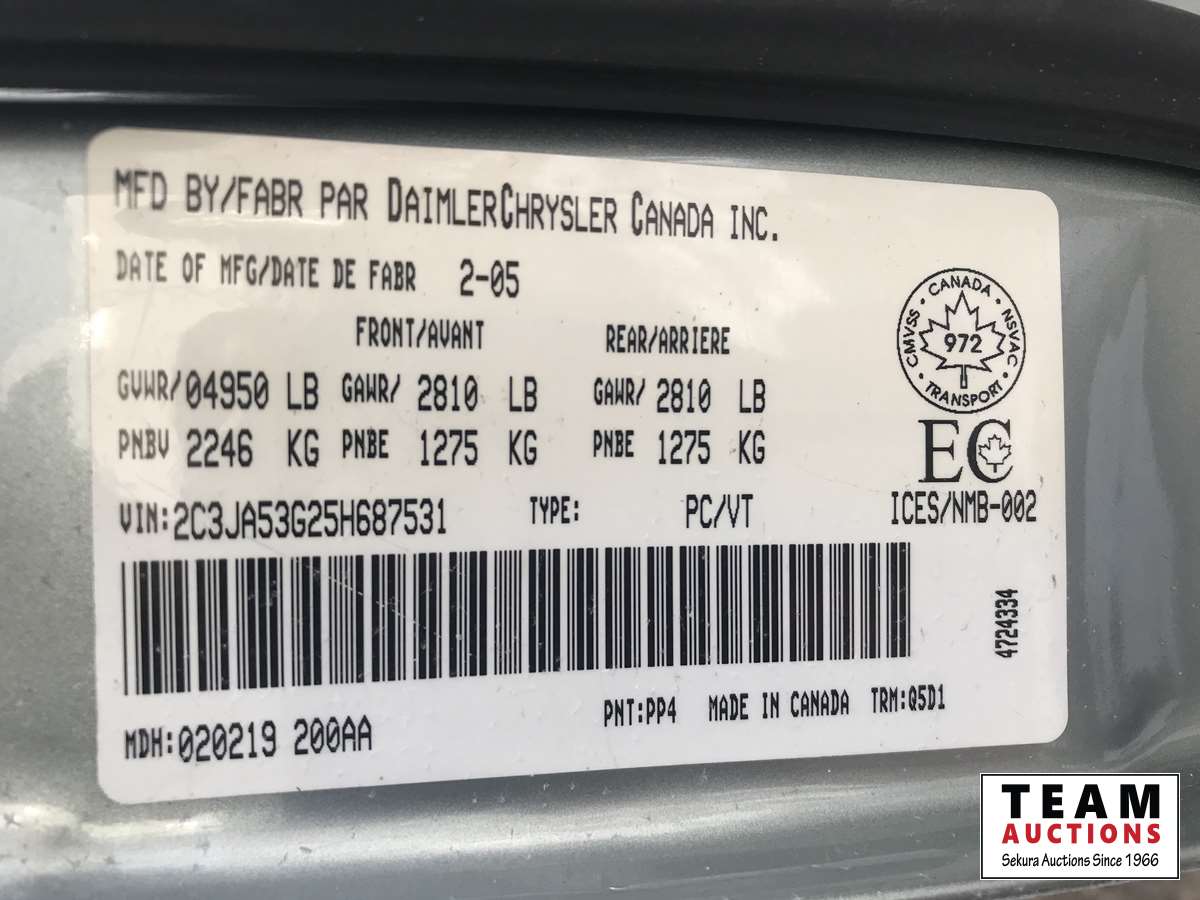 MFD BY/FABR PAR DAIMLERCHRYSLER CANADA INC.
DATE OF MFG/DATE DE FABR 2-05
FRONT/AVANT REAR/ARRIERE
GVWR/04950 LB GAWR/ 2810 LB GAWR/ 2810 LB
PNBV 2246 KG PNBE 1275 KG PNBE 1275 KG
VIN:2C3JA53G25H687531 TYPE: PC/VT
CANADA · NSVAC · TRANSPORT · CMVSS ·
972
EC
ICES/NMB-002
4724334
MDH:020219 200AA PNT:PP4 MADE IN CANADA TRM:Q5D1
TEAM
AUCTIONS
Sekura Auctions Since 1966